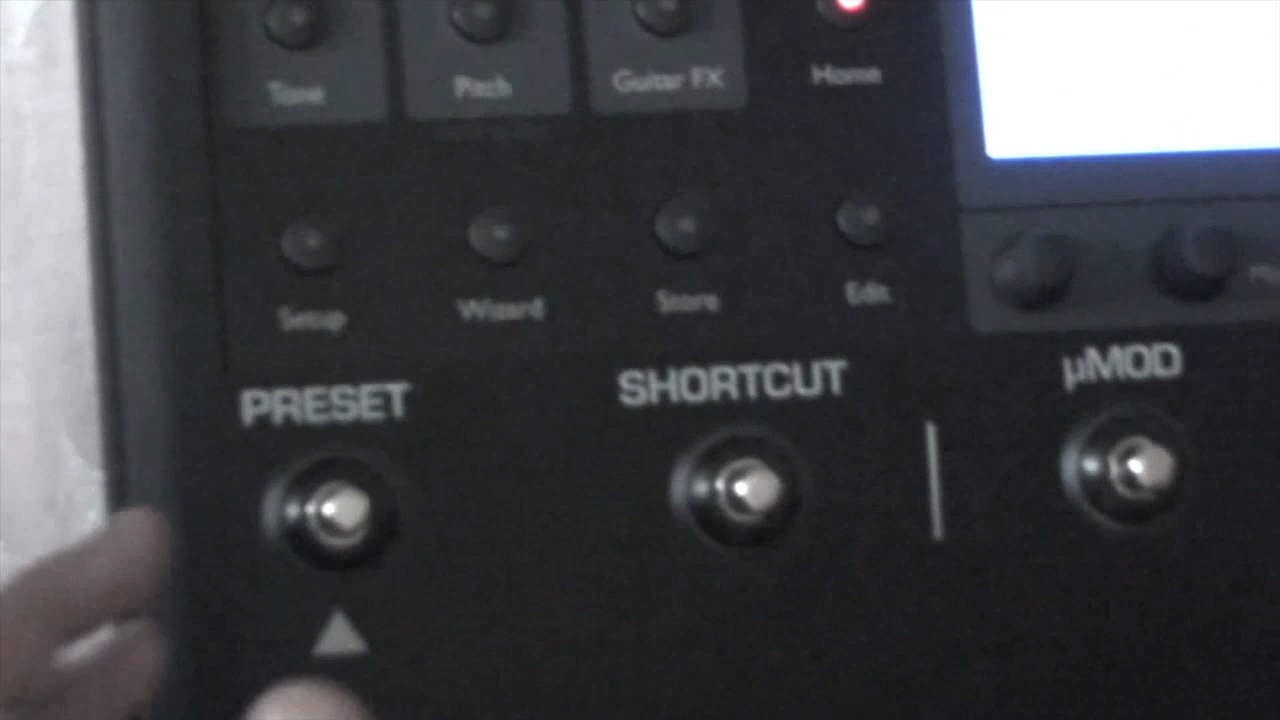 Tone Pitch Guitar FX Home
Setup Wizard Store Edit
PRESET SHORTCUT µMOD